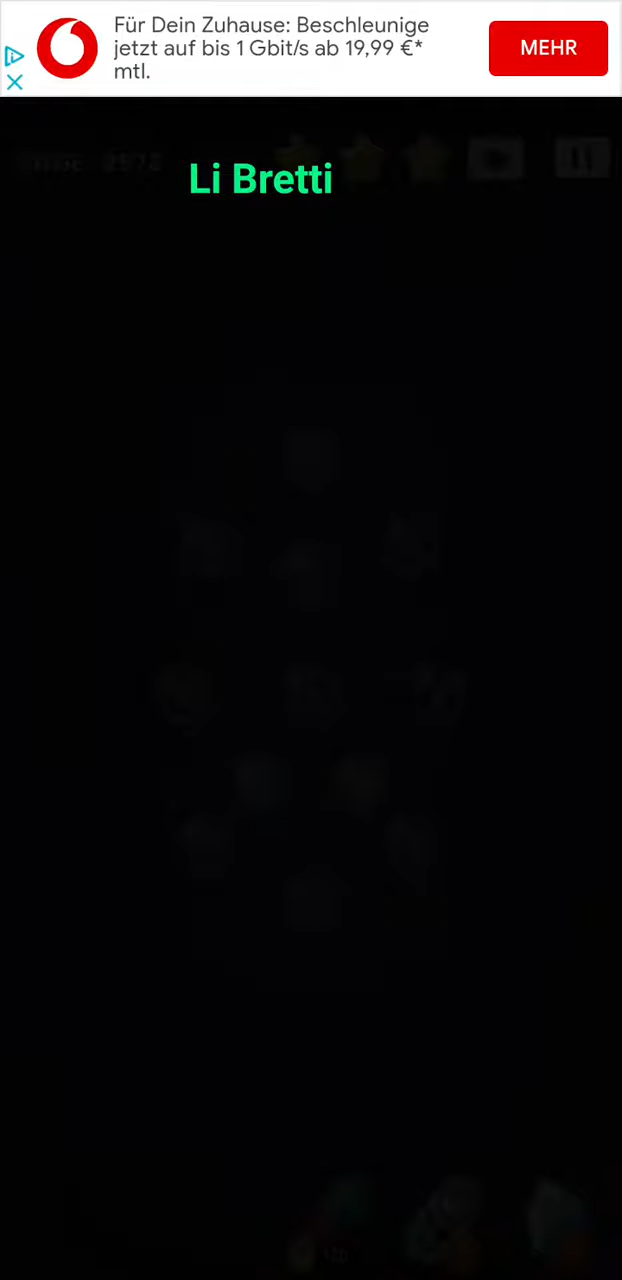 Für Dein Zuhause: Beschleunige
jetzt auf bis 1 Gbit/s ab 19,99 €*
mtl.
MEHR
Li Bretti